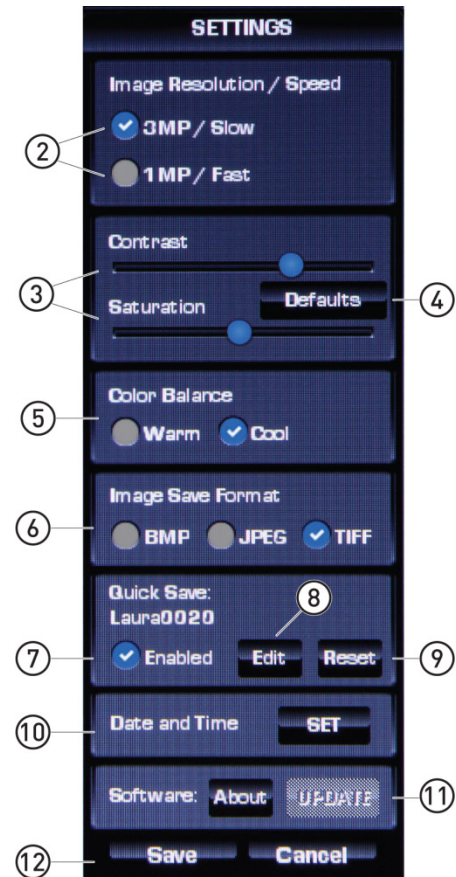 SETTINGS
Image Resolution / Speed
② 3MP / Slow
1MP / Fast
Contrast
③ Defaults ④
Saturation
Color Balance
⑤ Warm Cool
Image Save Format
⑥ BMP JPEG TIFF
Quick Save:
Laura0020
⑧
⑦ Enabled Edit Reset ⑨
⑩ Date and Time SET
Software: About UPDATE ⑪
⑫ Save Cancel